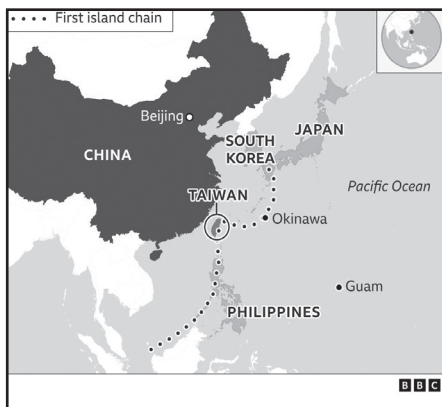 First island chain
Beijing
JAPAN
SOUTH
KOREA
CHINA
Pacific Ocean
TAIWAN
Okinawa
Guam
PHILIPPINES
BBC